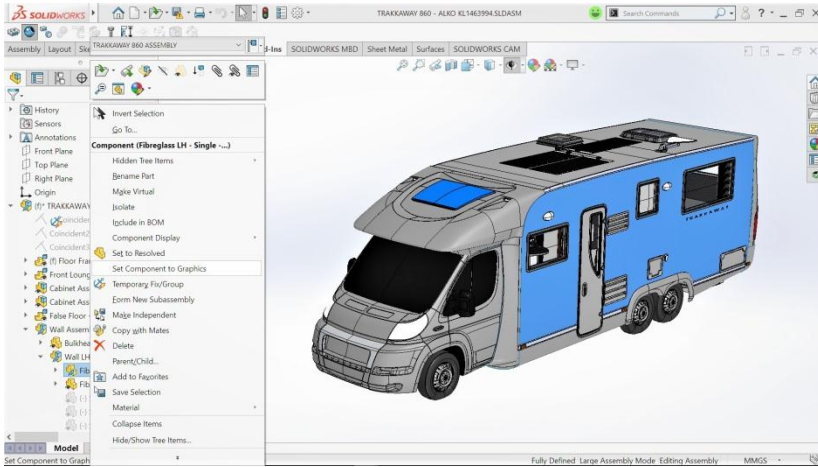 SOLIDWORKS
TRAKKAWAY 860 - ALKO KL1463994.SLDASM
Search Commands
Assembly
Layout
TRAKKAWAY 860 ASSEMBLY
SOLIDWORKS MBD
Sheet Metal
Surfaces
SOLIDWORKS CAM
History
Sensors
Annotations
Front Plane
Top Plane
Right Plane
Origin
(f)* TRAKKAWAY
Coincident2
Coincident3
(f) Floor Fra
Front Loung
Cabinet Ass
Cabinet Ass
False Floor
Wall Assem
Bulkhea
Wall LH
Fib
Fib
Invert Selection
Go To...
Component (Fibreglass LH - Single -...)
Hidden Tree Items
Rename Part
Make Virtual
Isolate
Include in BOM
Component Display
Set to Resolved
Set Component to Graphics
Temporary Fix/Group
Form New Subassembly
Make Independent
Copy with Mates
Delete
Parent/Child...
Add to Favorites
Save Selection
Material
Collapse Items
Hide/Show Tree Items...
TRAKKAWAY
Model
Set Component to Graph
Fully Defined
Large Assembly Mode
Editing Assembly
MMGS